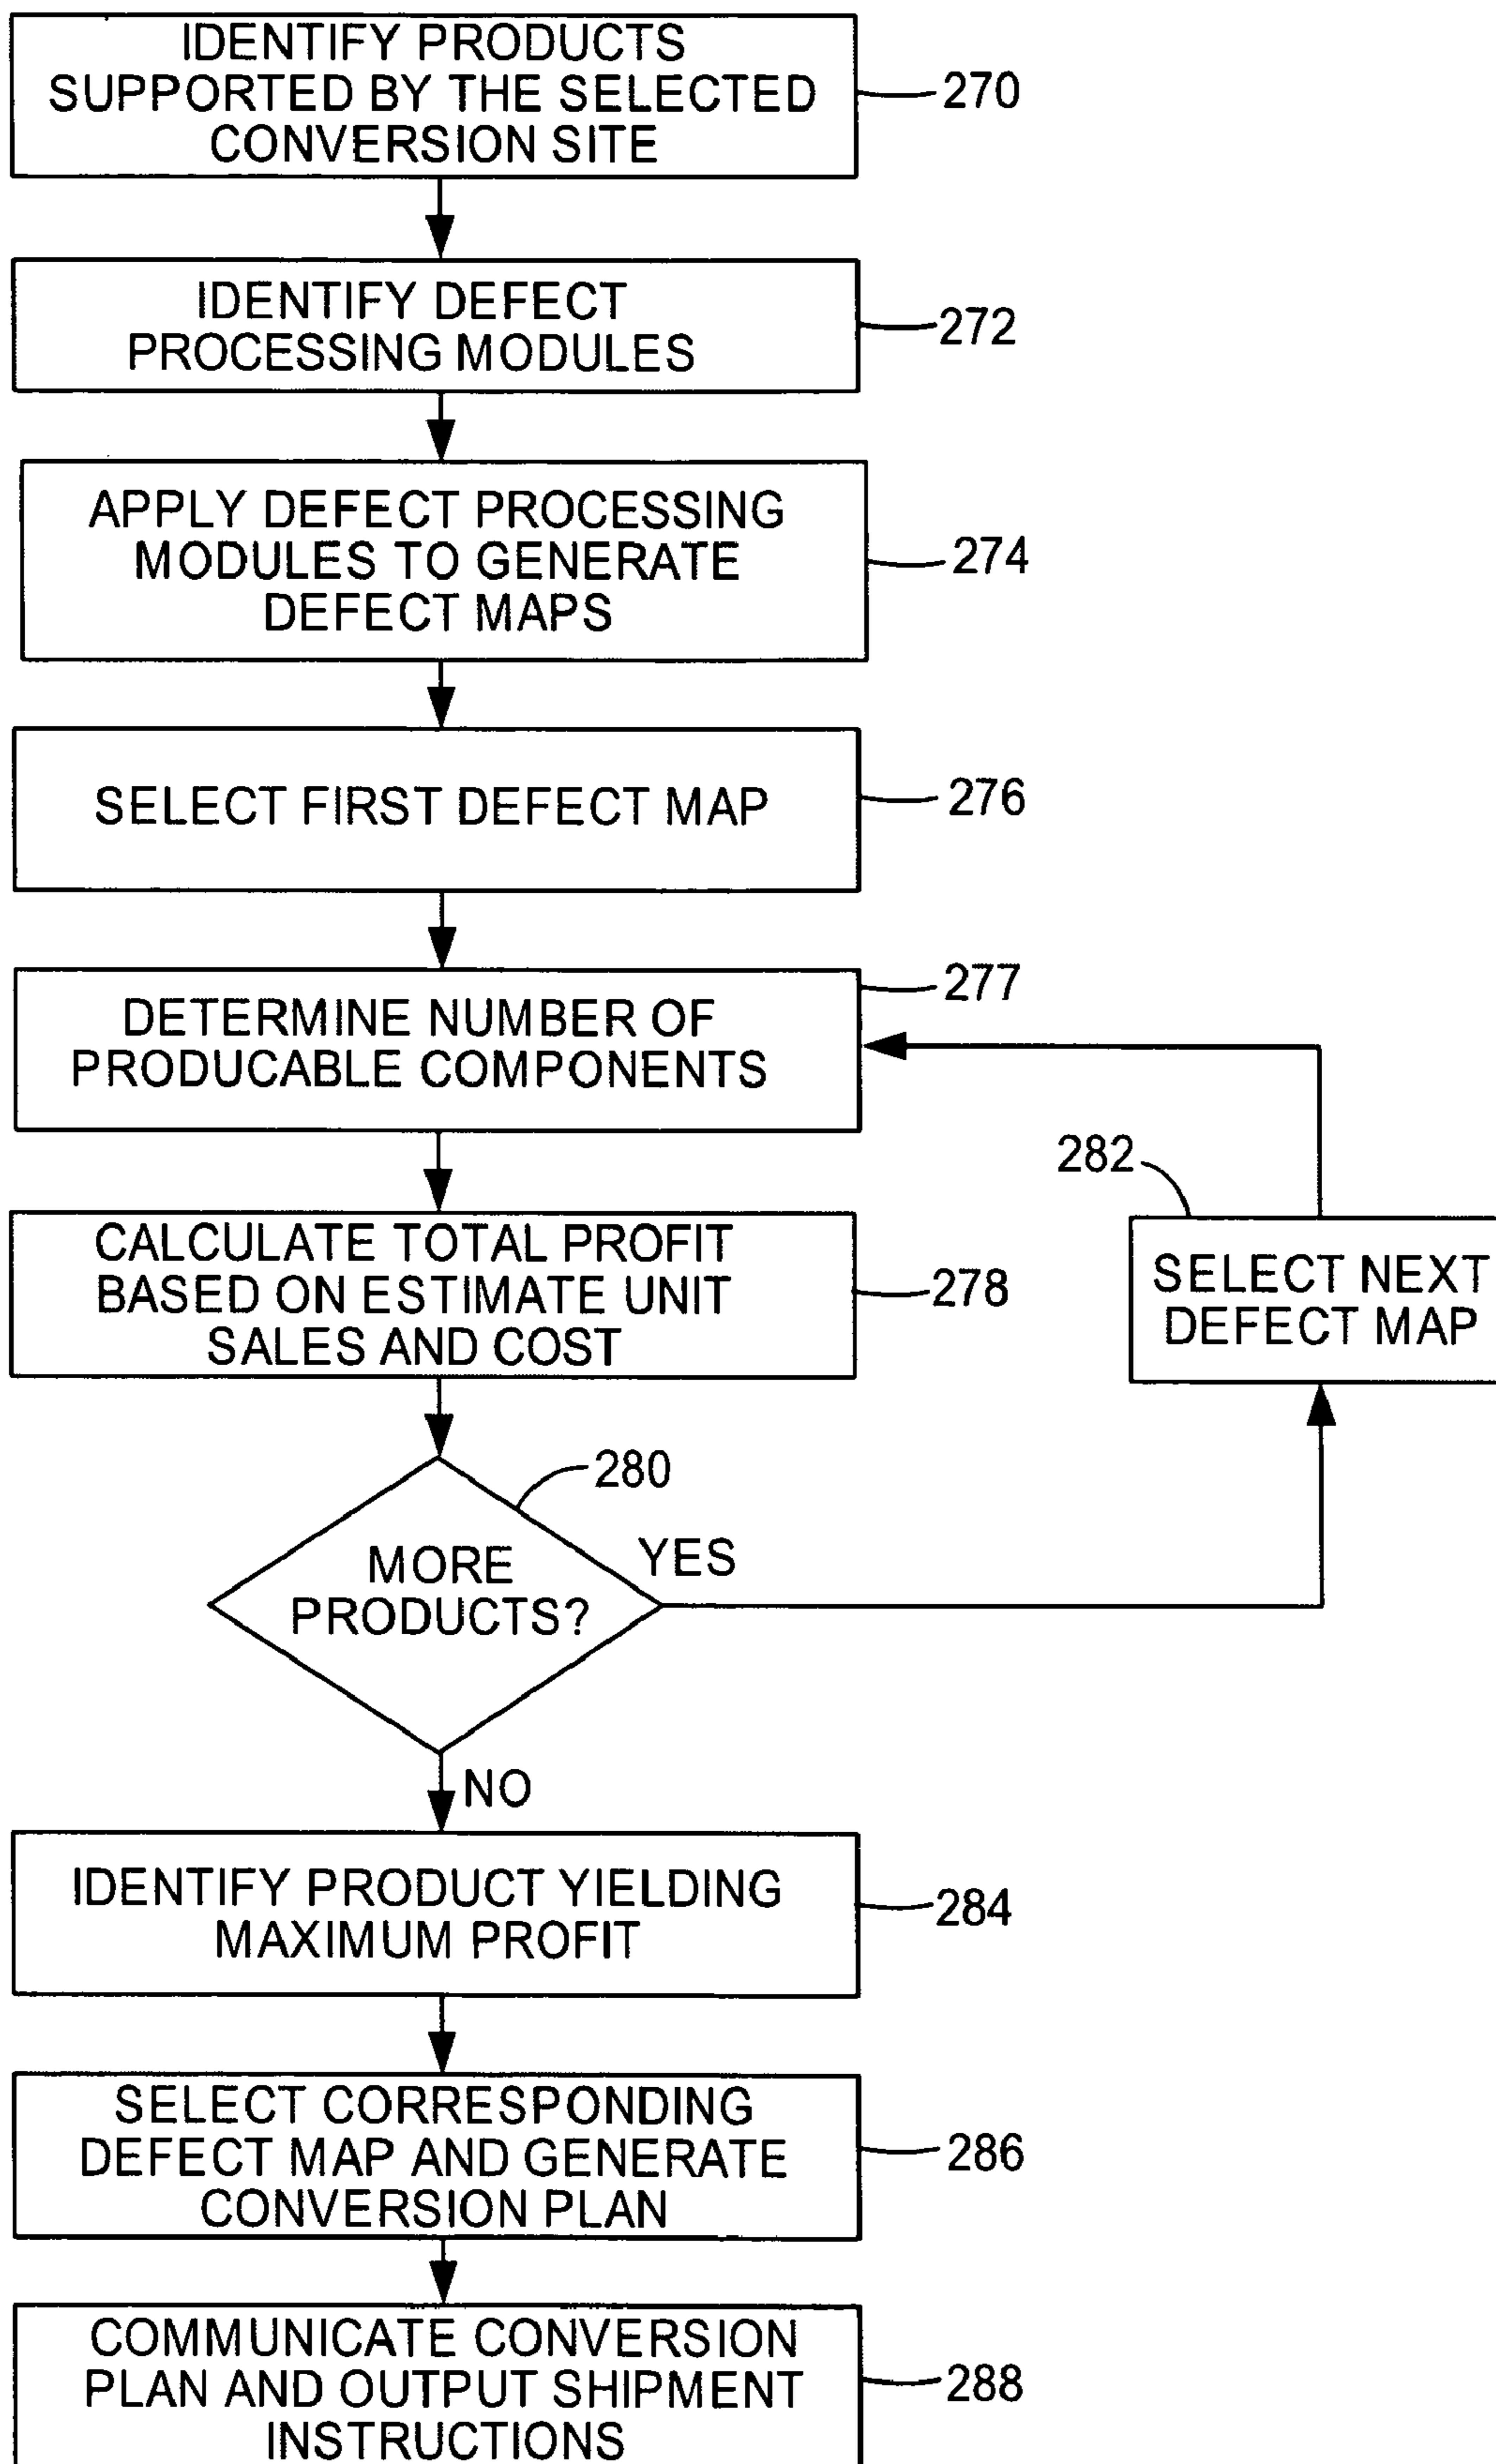 IDENTIFY PRODUCTS
SUPPORTED BY THE SELECTED
CONVERSION SITE
270
IDENTIFY DEFECT
PROCESSING MODULES
272
APPLY DEFECT PROCESSING
MODULES TO GENERATE
DEFECT MAPS
274
SELECT FIRST DEFECT MAP
276
DETERMINE NUMBER OF
PRODUCABLE COMPONENTS
277
282
SELECT NEXT
DEFECT MAP
CALCULATE TOTAL PROFIT
BASED ON ESTIMATE UNIT
SALES AND COST
278
280
MORE
PRODUCTS?
YES
NO
IDENTIFY PRODUCT YIELDING
MAXIMUM PROFIT
284
SELECT CORRESPONDING
DEFECT MAP AND GENERATE
CONVERSION PLAN
286
COMMUNICATE CONVERSION
PLAN AND OUTPUT SHIPMENT
INSTRUCTIONS
288